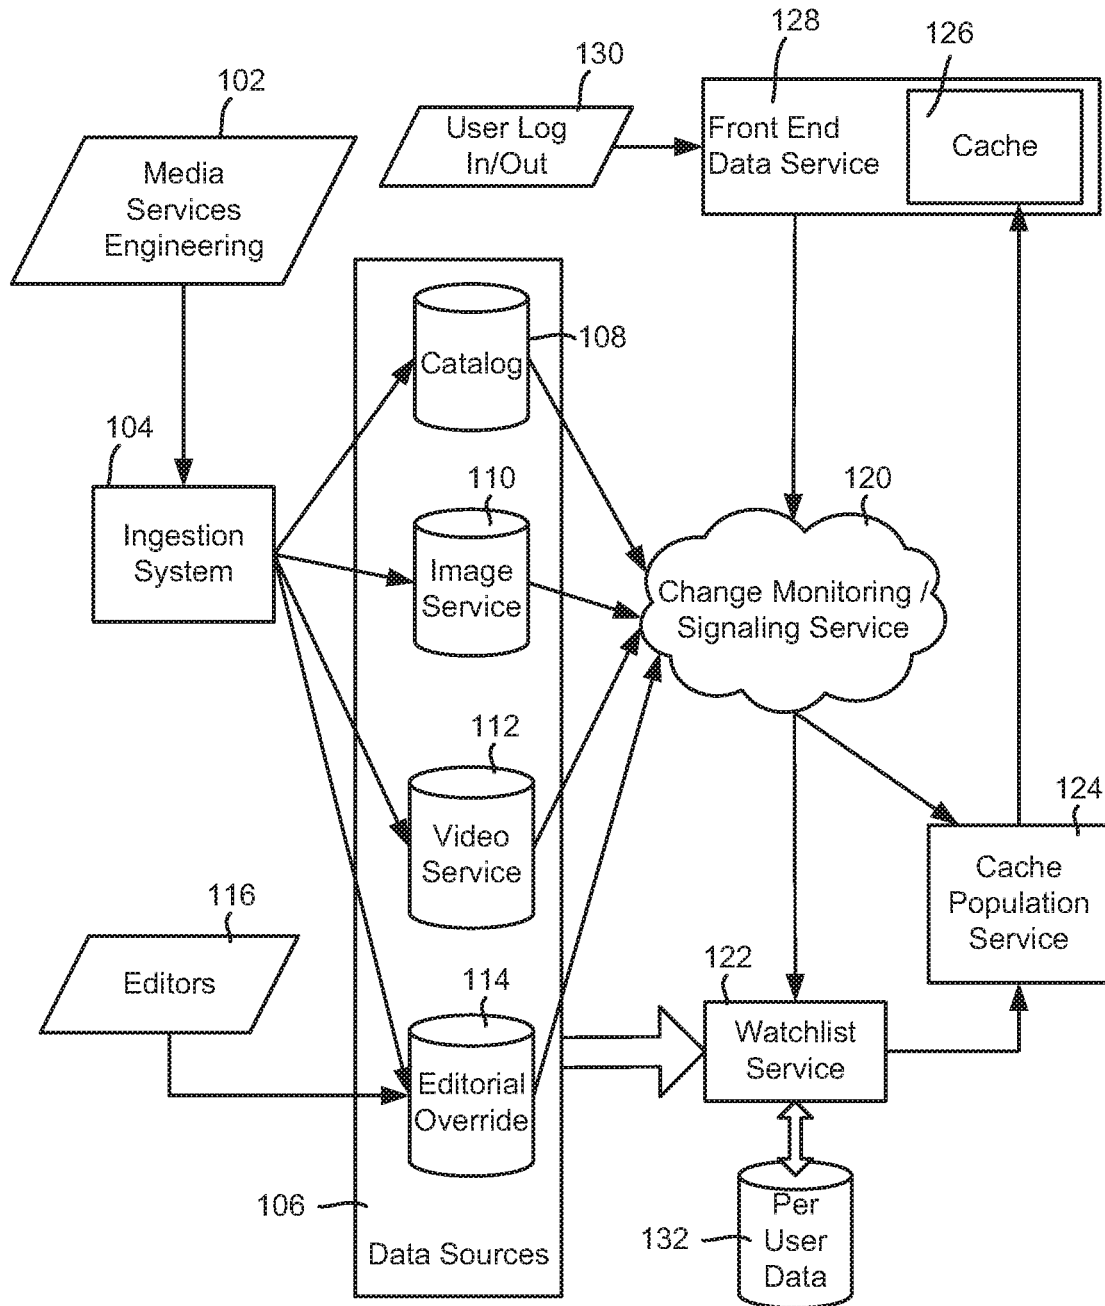 128
126
130
102
User Log
In/Out
Front End
Data Service
Cache
Media
Services
Engineering
108
Catalog
104
110
120
Ingestion
System
Image
Service
Change Monitoring /
Signaling Service
112
124
Video
Service
Cache
Population
Service
116
Editors
114
122
Watchlist
Service
Editorial
Override
106
Data Sources
132
Per
User
Data